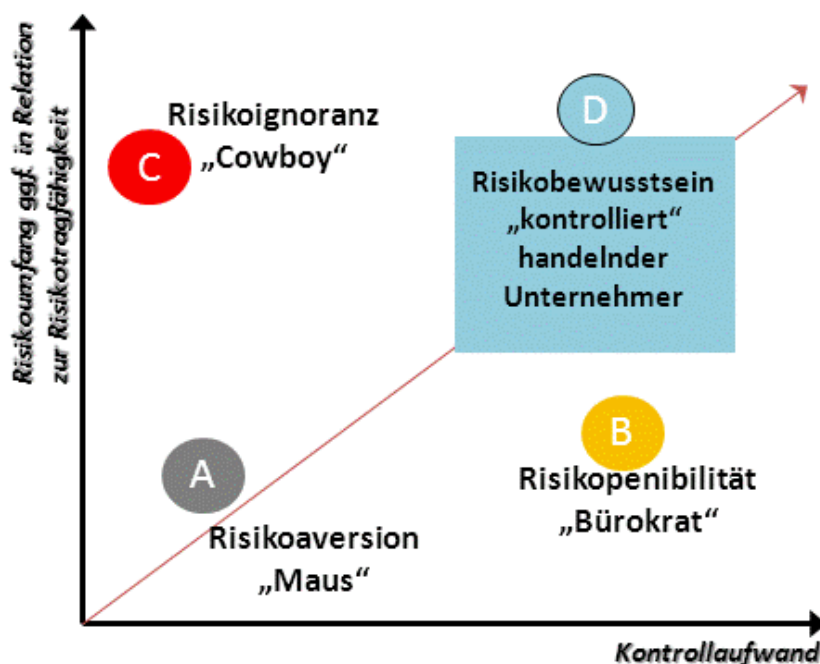 Risikoumfang ggf. in Relation
zur Risikotragfähigkeit
Risikoignoranz
„Cowboy“
C
D
Risikobewusstsein
„kontrolliert“
handelnder
Unternehmer
A
Risikoaversion
„Maus“
B
Risikopenibilität
„Bürokrat“
Kontrollaufwand